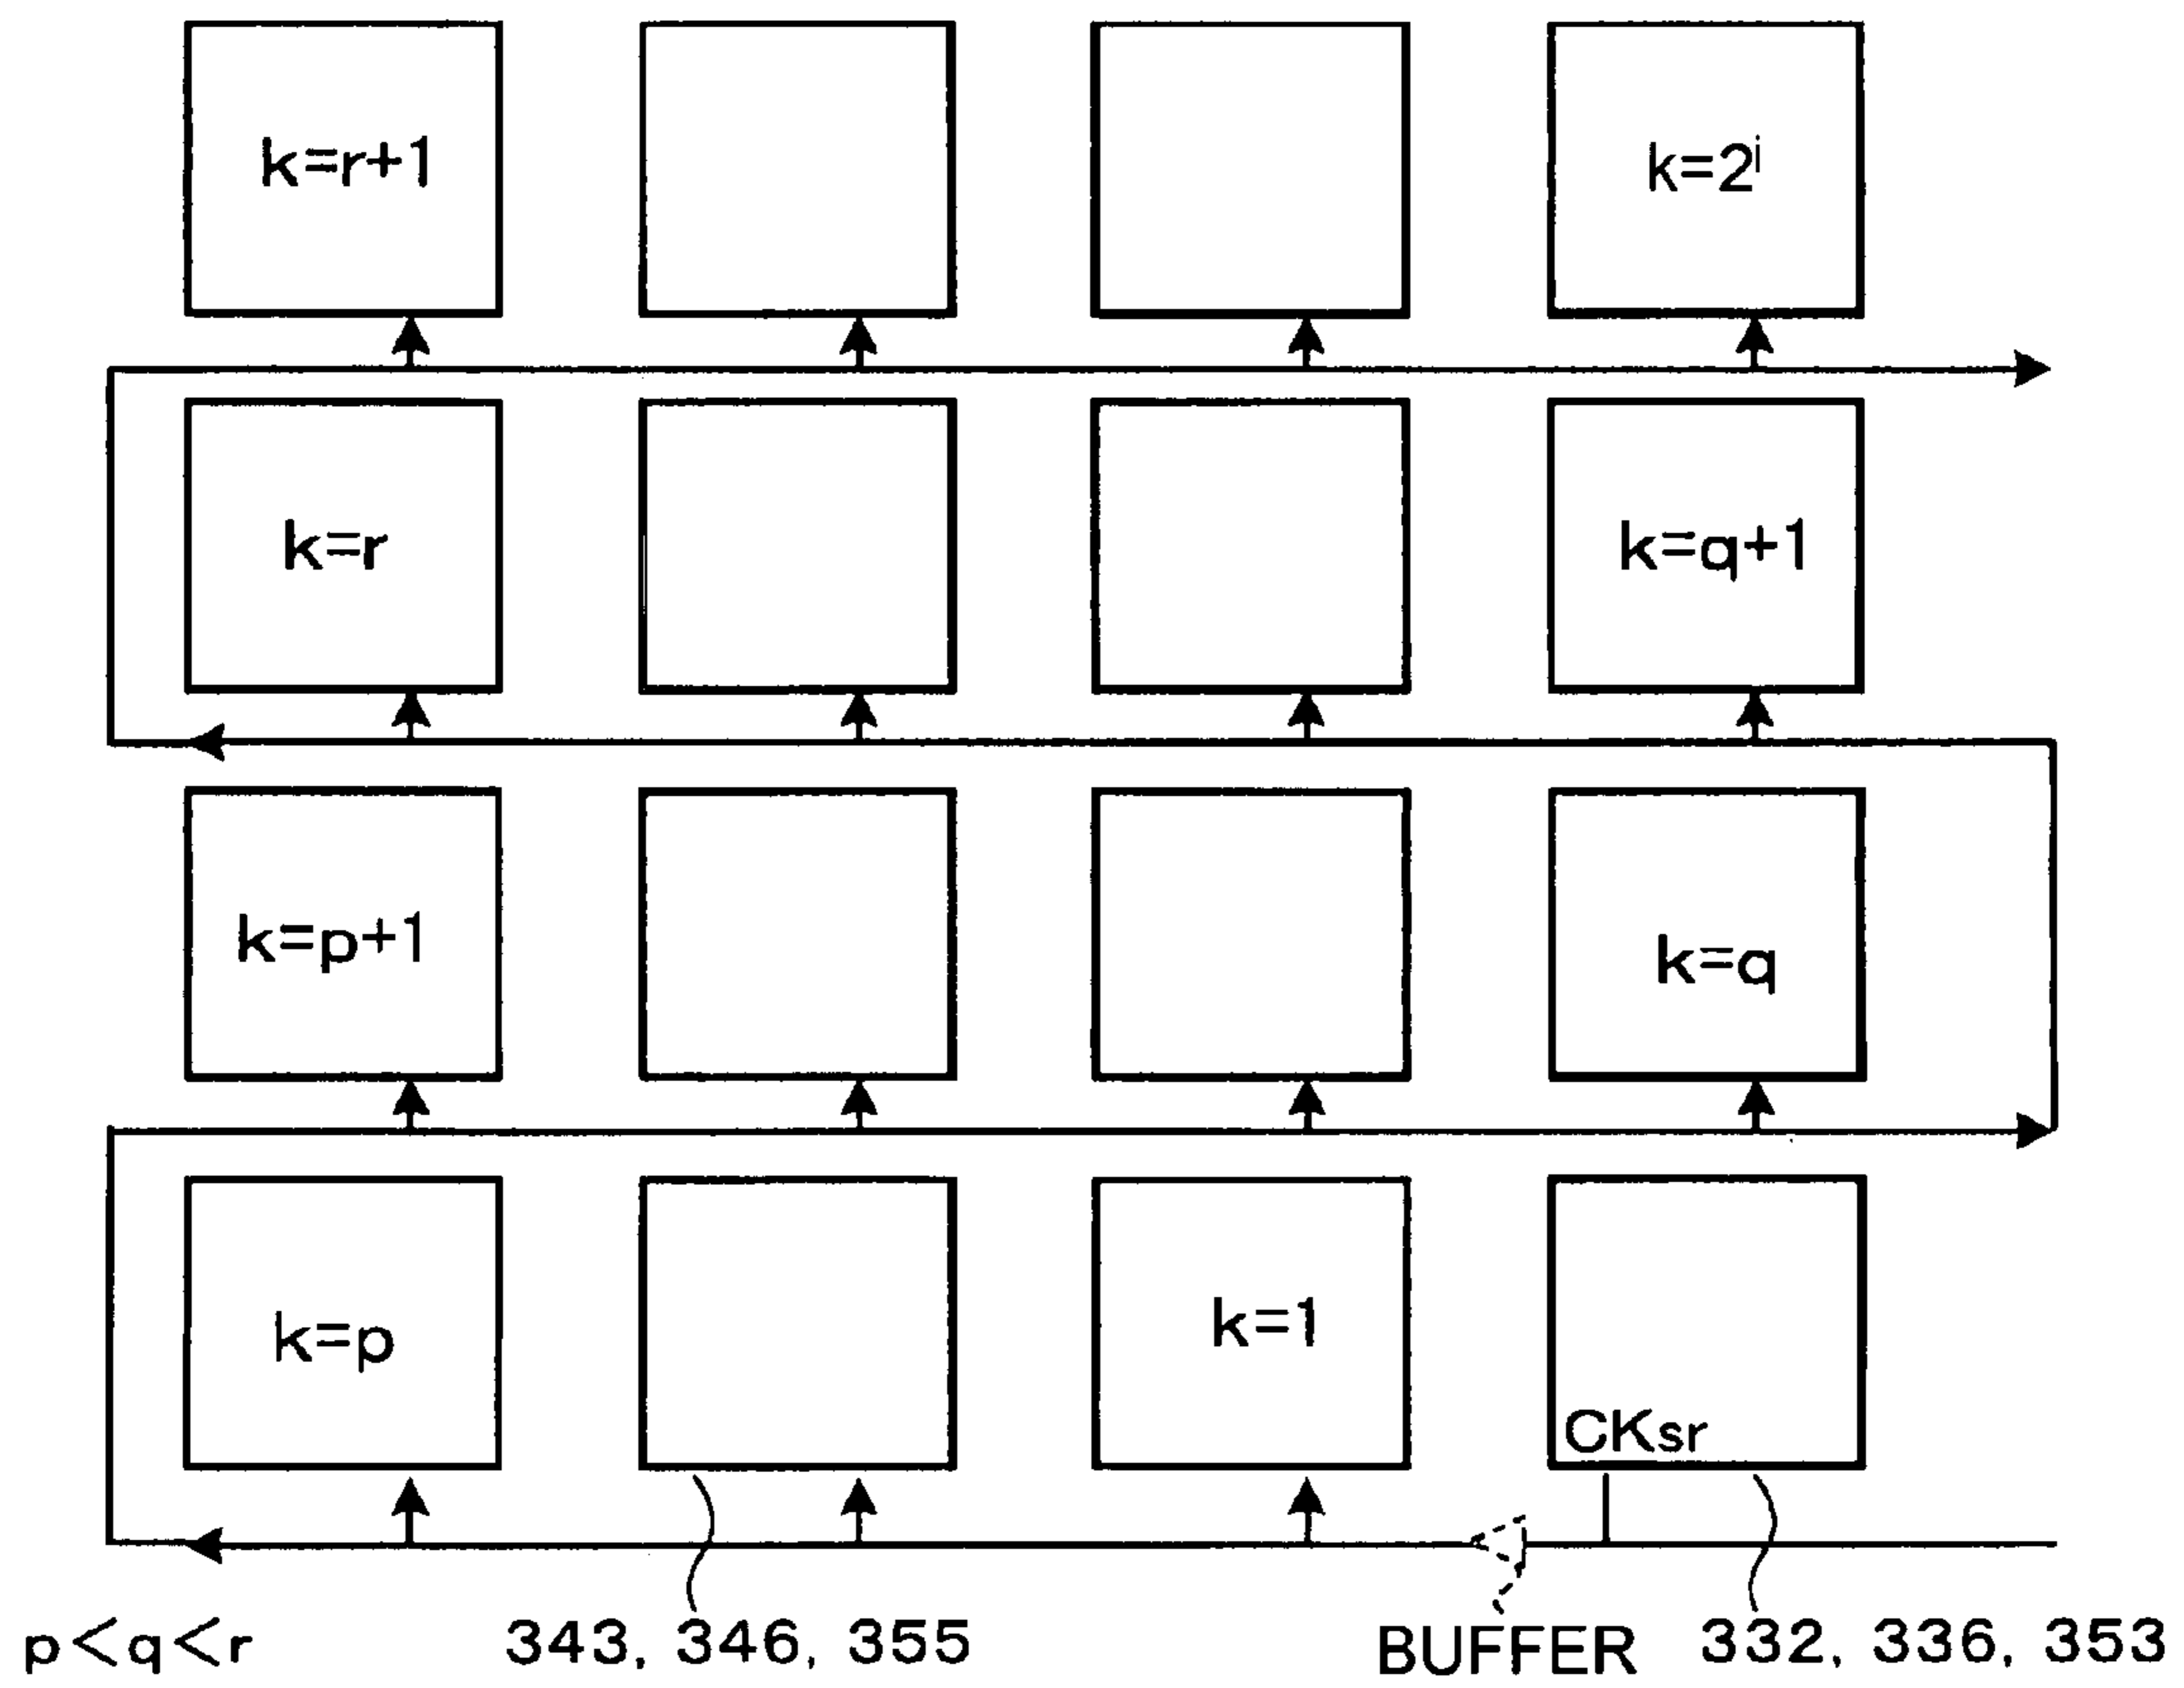 k=r+1
k=2^i
k=r
k=q+1
k=p+1
k=q
k=p
k=1
CKsr
p<q<r
343, 346, 355
BUFFER
332, 336, 353